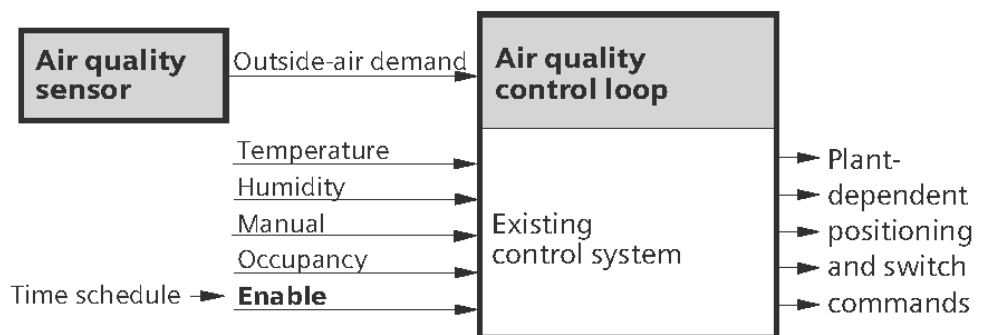 Air quality
sensor
Outside-air demand
Air quality
control loop
Temperature
Humidity
Manual
Occupancy
Time schedule
Enable
Existing
control system
Plant-
dependent
positioning
and switch
commands